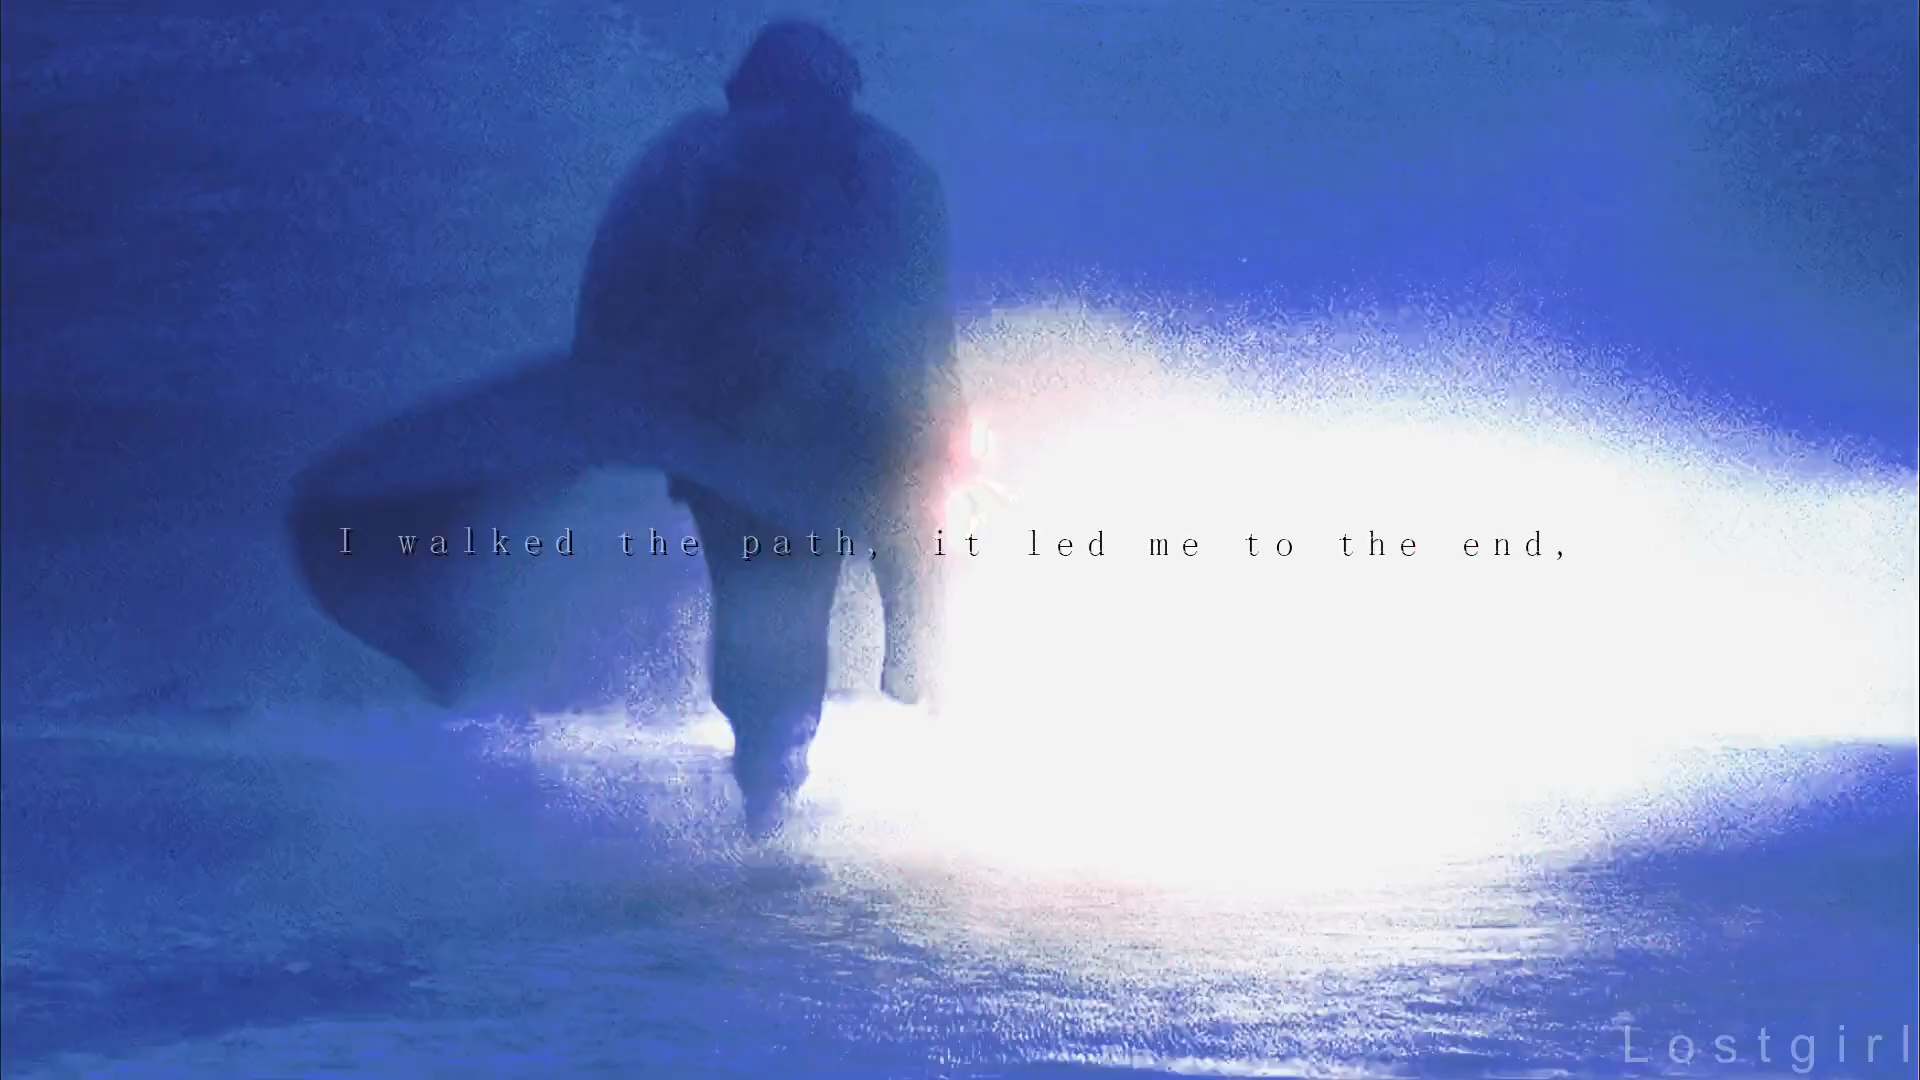 I walked the path, it led me to the end,
Lostgirl